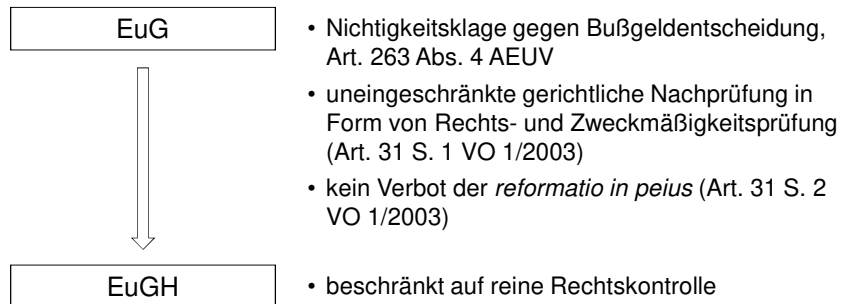 EuG
• Nichtigkeitsklage gegen Bußgeldentscheidung,
Art. 263 Abs. 4 AEUV
• uneingeschränkte gerichtliche Nachprüfung in
Form von Rechts- und Zweckmäßigkeitsprüfung
(Art. 31 S. 1 VO 1/2003)
• kein Verbot der reformatio in peius (Art. 31 S. 2
VO 1/2003)
EuGH
• beschränkt auf reine Rechtskontrolle